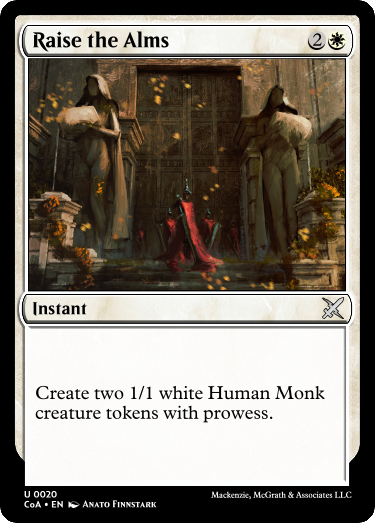 Raise the Alms 2
Instant
Create two 1/1 white Human Monk
creature tokens with prowess.
U 0020
CoA • EN Anato Finnstark
Mackenzie, McGrath & Associates LLC